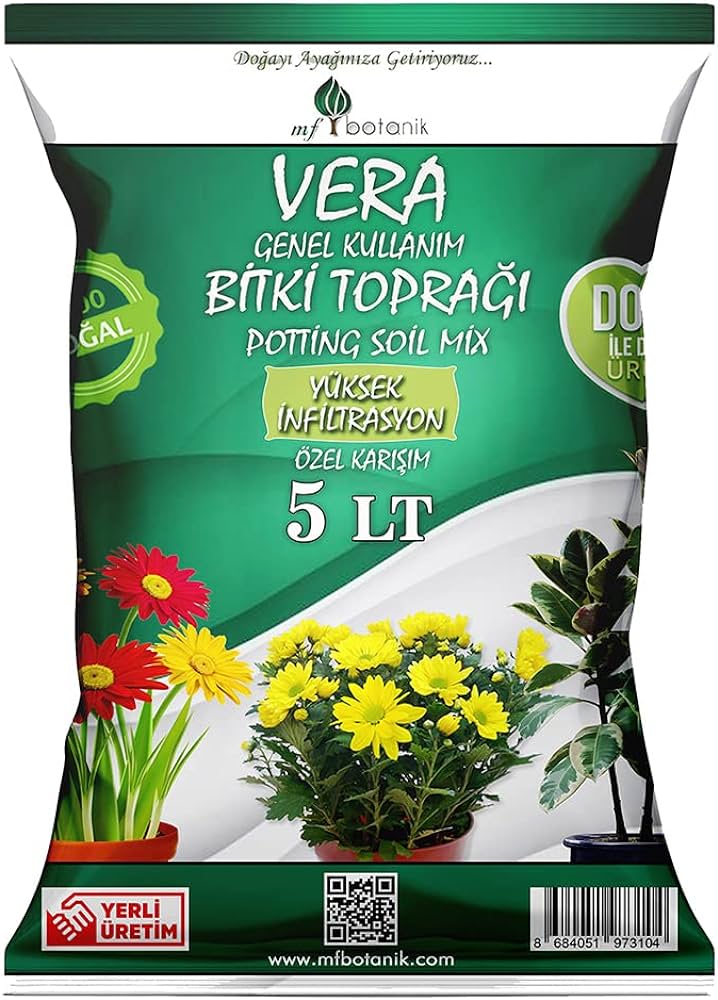 Doğayı Ayağınıza Getiriyoruz...
mf botanik
VERA
GENEL KULLANIM
BİTKİ TOPRAĞI
POTTING SOIL MIX
YÜKSEK
İNFİLTRASYON
ÖZEL KARIŞIM
5 LT
YERLİ
ÜRETİM
www.mfbotanik.com
8 684051 973104